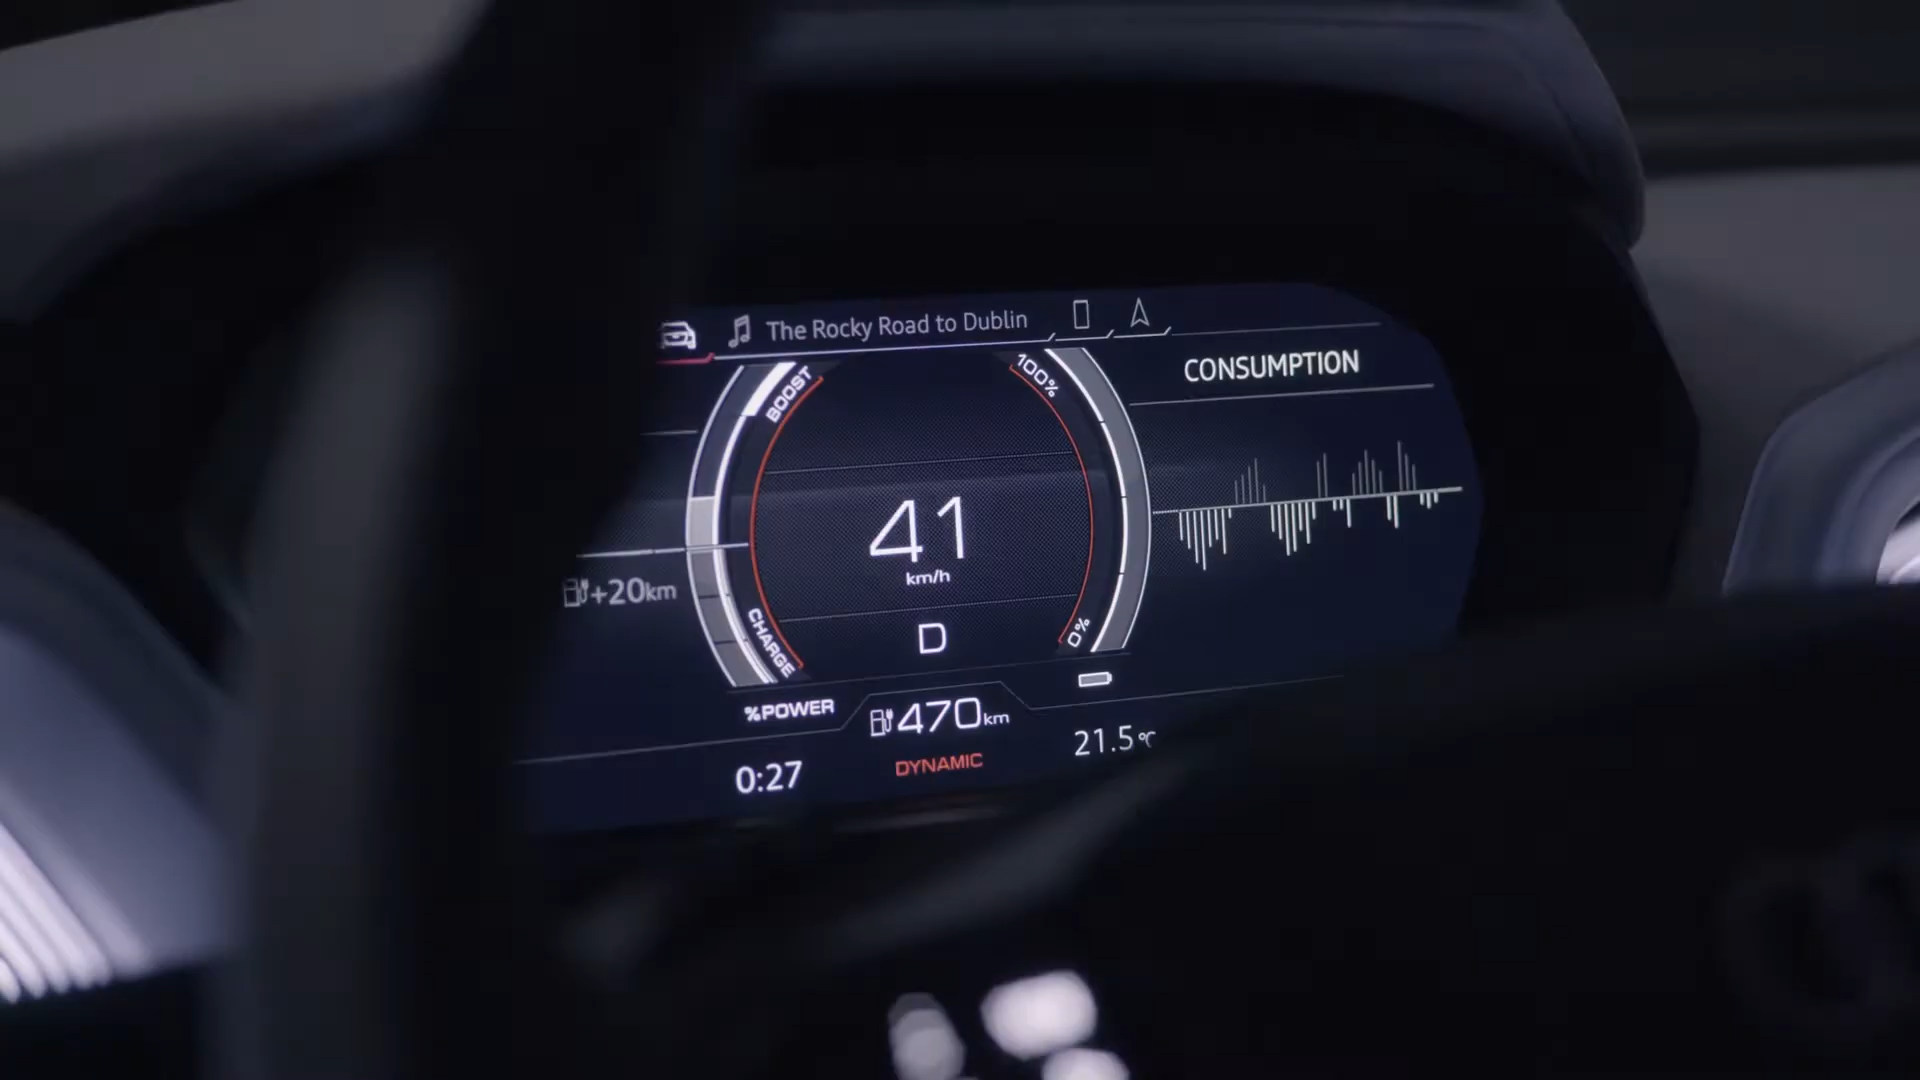 The Rocky Road to Dublin
CONSUMPTION
BOOST
100%
41
km/h
+20km
CHARGE
0%
D
%POWER
470km
21.5°C
DYNAMIC
0:27